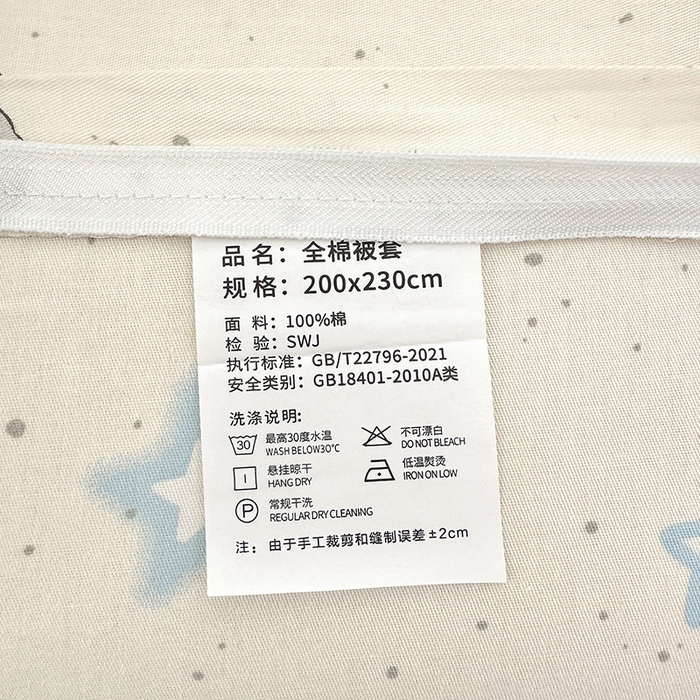 品名：全棉被套
规格：200x230cm
面料：100%棉
检验：SWJ
执行标准：GB/T22796-2021
安全类别：GB18401-2010A类
洗涤说明：
30 最高30度水温 不可漂白
WASH BELOW30°C DO NOT BLEACH
悬挂晾干 低温熨烫
HANG DRY IRON ON LOW
P 常规干洗
REGULAR DRY CLEANING
注：由于手工裁剪和缝制误差±2cm